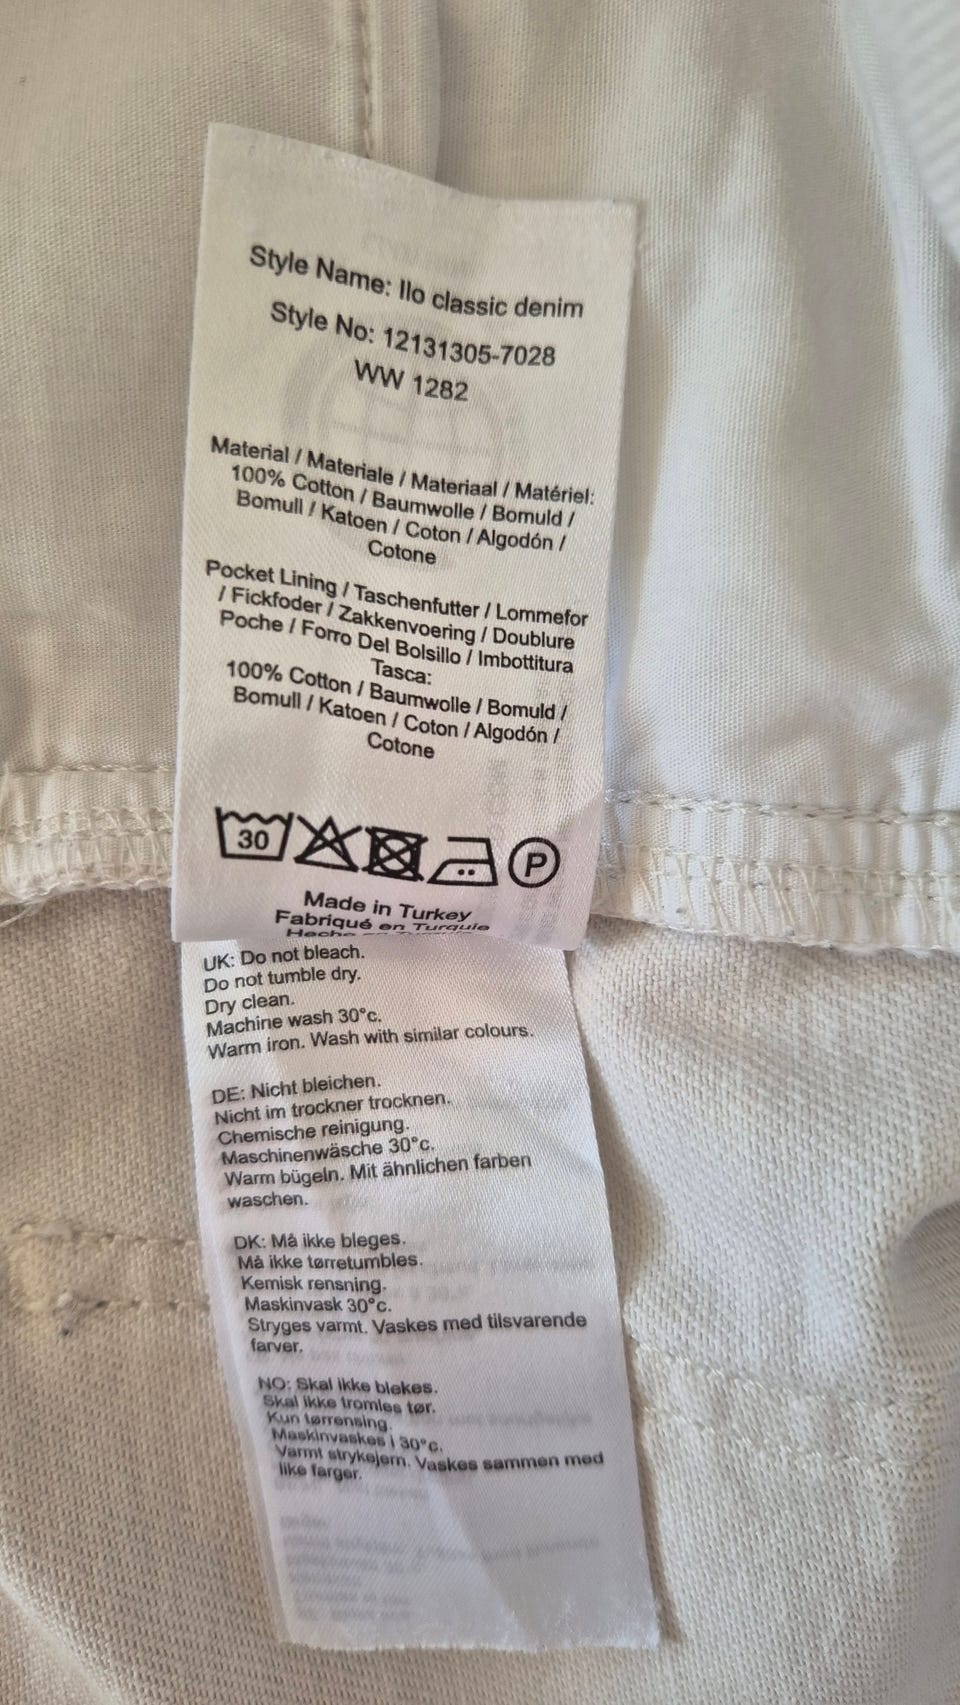 Style Name: Ilo classic denim
Style No: 12131305-7028
WW 1282
Material / Materiale / Materiaal / Matériel:
100% Cotton / Baumwolle / Bomuld /
Bomull / Katoen / Coton / Algodón /
Cotone
Pocket Lining / Taschenfutter / Lommefor
/ Fickfoder / Zakkenvoering / Doublure
Poche / Forro Del Bolsillo / Imbottitura
Tasca:
100% Cotton / Baumwolle / Bomuld /
Bomull / Katoen / Coton / Algodón /
Cotone
30 P
Made in Turkey
Fabriqué en Turquie
Hecho en
UK: Do not bleach.
Do not tumble dry.
Dry clean.
Machine wash 30°c.
Warm iron. Wash with similar colours.
DE: Nicht bleichen.
Nicht im trockner trocknen.
Chemische reinigung.
Maschinenwäsche 30°c.
Warm bügeln. Mit ähnlichen farben
waschen.
DK: Må ikke bleges.
Må ikke tørretumbles.
Kemisk rensning.
Maskinvask 30°c.
Stryges varmt. Vaskes med tilsvarende
farver.
NO: Skal ikke blekes.
Skal ikke tromles tør.
Kun tørrensing.
Maskinvaskes i 30°c.
Varmt strykejern. Vaskes sammen med
like farger.